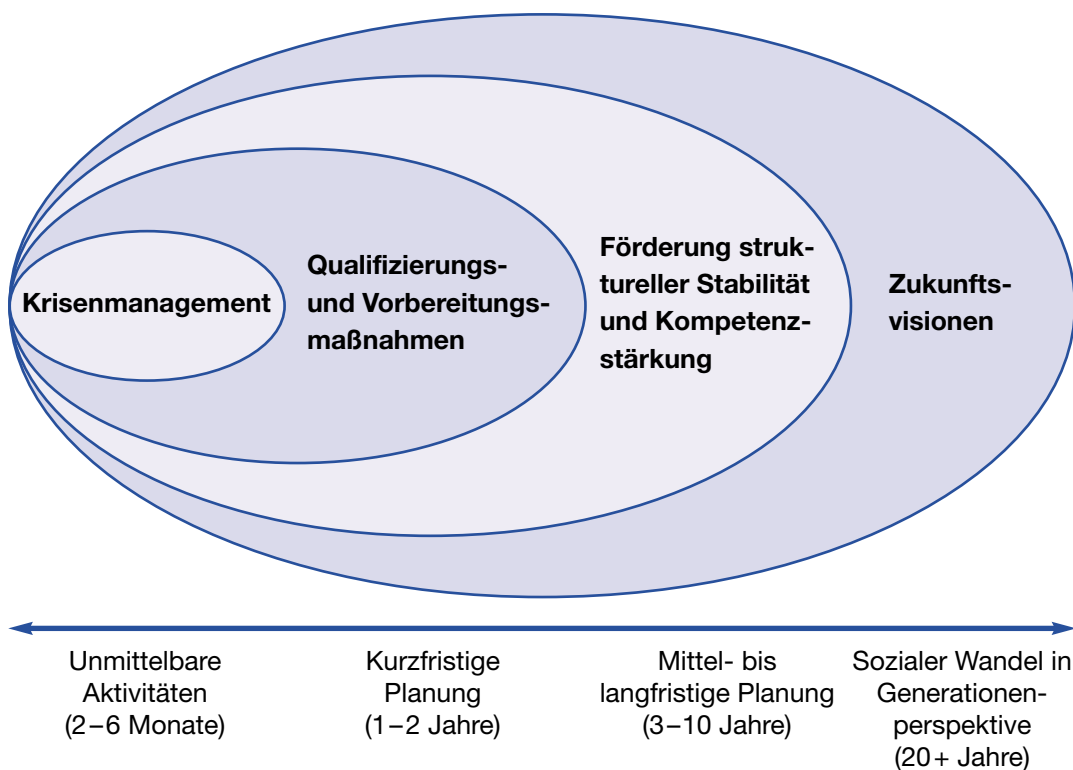 Krisenmanagement
Qualifizierungs-
und Vorbereitungs-
maßnahmen
Förderung struk-
tureller Stabilität
und Kompetenz-
stärkung
Zukunfts-
visionen
Unmittelbare
Aktivitäten
(2–6 Monate)
Kurzfristige
Planung
(1–2 Jahre)
Mittel- bis
langfristige Planung
(3–10 Jahre)
Sozialer Wandel in
Generationen-
perspektive
(20+ Jahre)